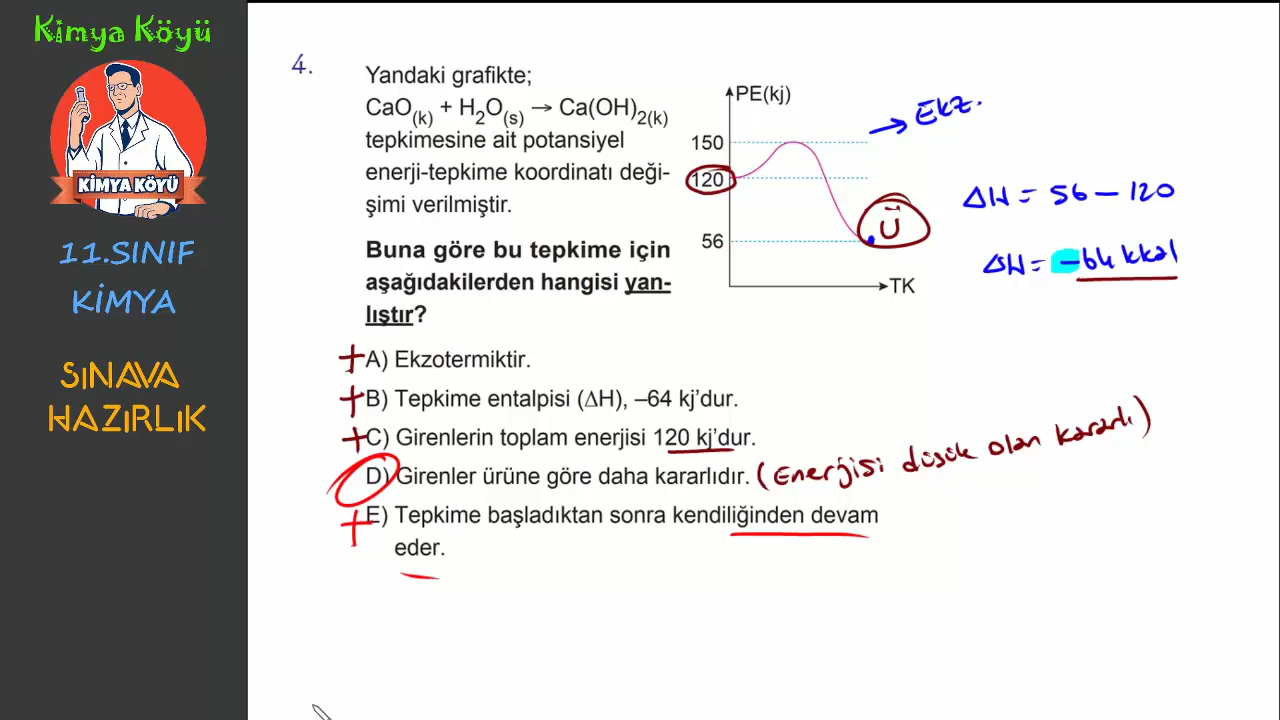 Kimya Köyü
KİMYA KÖYÜ
11.SINIF
KİMYA
SINAVA
HAZIRLIK
4.
Yandaki grafikte;
CaO(k) + H2O(s) → Ca(OH)2(k)
tepkimesine ait potansiyel
enerji-tepkime koordinatı deği-
şimi verilmiştir.
Buna göre bu tepkime için
aşağıdakilerden hangisi yan-
lıştır?
PE(kj)
150
120
56
TK
Ü
→ Ekz.
ΔH = 56 – 120
ΔH = –64 kkal
+ A) Ekzotermiktir.
+ B) Tepkime entalpisi (ΔH), –64 kj’dur.
+ C) Girenlerin toplam enerjisi 120 kj’dur.
D) Girenler ürüne göre daha kararlıdır. (Enerjisi düşük olan kararlı)
+ E) Tepkime başladıktan sonra kendiliğinden devam
eder.